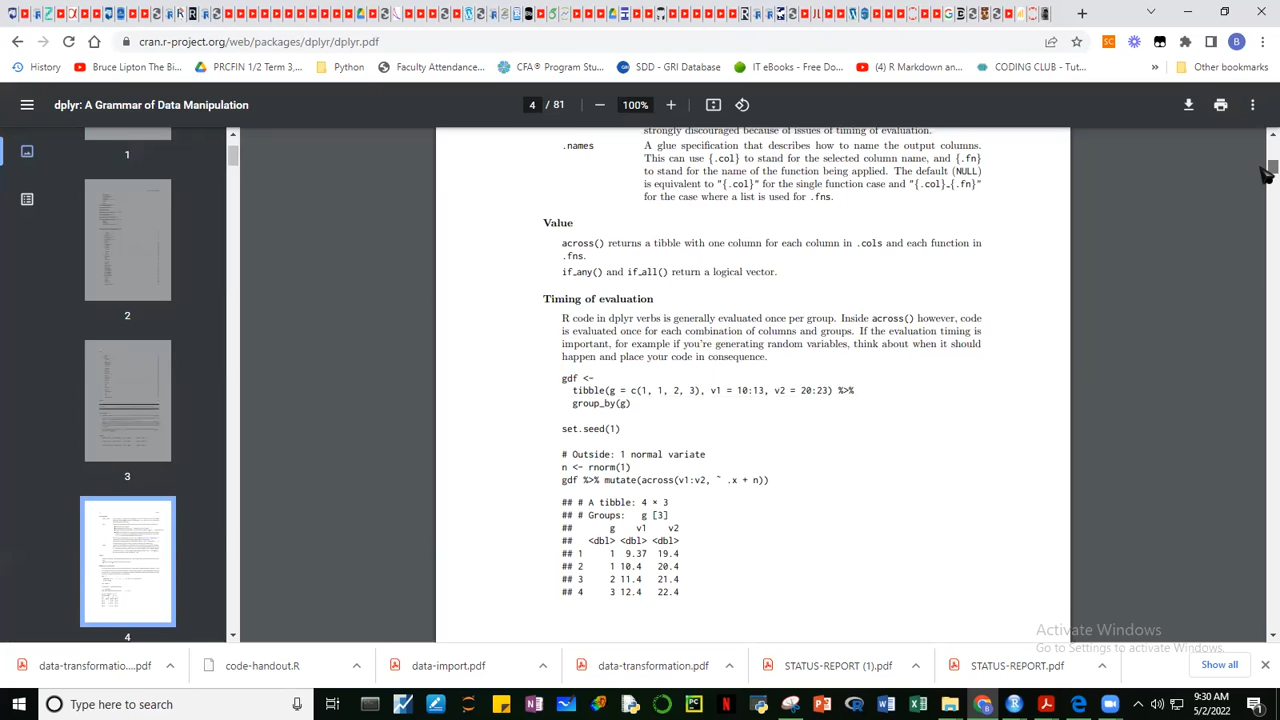 cran.r-project.org/web/packages/dplyr/dplyr.pdf
B
History
Bruce Lipton The Bi...
PRCFIN 1/2 Term 3,...
Python
Faculty Attendance...
CFA® Program Stu...
SDD - GRI Database
IT eBooks - Free Do...
(4) R Markdown an...
CODING CLUB - Tut...
»
Other bookmarks
dplyr: A Grammar of Data Manipulation
4 / 81
100%
1
2
3
4
strongly discouraged because of issues of timing of evaluation.
.names A glue specification that describes how to name the output columns.
This can use {.col} to stand for the selected column name, and {.fn}
to stand for the name of the function being applied. The default (NULL)
is equivalent to "{.col}" for the single function case and "{.col}_{.fn}"
for the case where a list is used for .fns.
Value
across() returns a tibble with one column for each column in .cols and each function in
.fns.
if_any() and if_all() return a logical vector.
Timing of evaluation
R code in dplyr verbs is generally evaluated once per group. Inside across() however, code
is evaluated once for each combination of columns and groups. If the evaluation timing is
important, for example if you're generating random variables, think about when it should
happen and place your code in consequence.
gdf <-
tibble(g = c(1, 1, 2, 3), v1 = 10:13, v2 = 20:23) %>%
group_by(g)
set.seed(1)
# Outside: 1 normal variate
n <- rnorm(1)
gdf %>% mutate(across(v1:v2, ~ .x + n))
## # A tibble: 4 × 3
## # Groups: g [3]
## g v1 v2
## <dbl> <dbl> <dbl>
## 1 1 9.37 19.4
## 2 1 10.4 20.4
## 3 2 11.4 21.4
## 4 3 12.4 22.4
Activate Windows
Go to Settings to activate Windows.
data-transformatio....pdf
code-handout.R
data-import.pdf
data-transformation.pdf
STATUS-REPORT (1).pdf
STATUS-REPORT.pdf
Show all
Type here to search
9:30 AM
5/2/2022